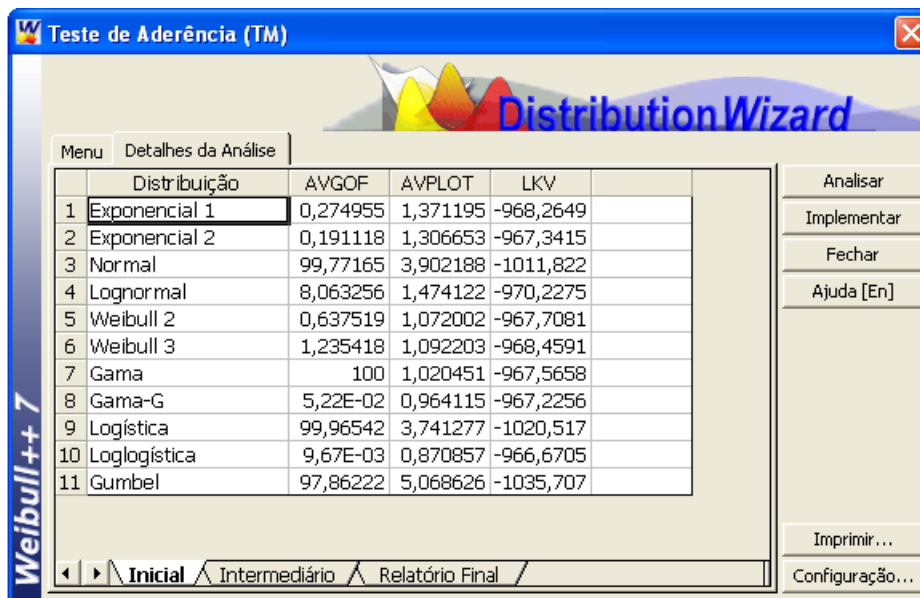 Teste de Aderência (TM)
Distribution Wizard
Menu Detalhes da Análise
Distribuição AVGOF AVPLOT LKV
1 Exponencial 1 0,274955 1,371195 -968,2649
2 Exponencial 2 0,191118 1,306653 -967,3415
3 Normal 99,77165 3,902188 -1011,822
4 Lognormal 8,063256 1,474122 -970,2275
5 Weibull 2 0,637519 1,072002 -967,7081
6 Weibull 3 1,235418 1,092203 -968,4591
7 Gama 100 1,020451 -967,5658
8 Gama-G 5,22E-02 0,964115 -967,2256
9 Logística 99,96542 3,741277 -1020,517
10 Loglogística 9,67E-03 0,870857 -966,6705
11 Gumbel 97,86222 5,068626 -1035,707
Inicial Intermediário Relatório Final
Analisar
Implementar
Fechar
Ajuda [En]
Imprimir...
Configuração...
Weibull++ 7